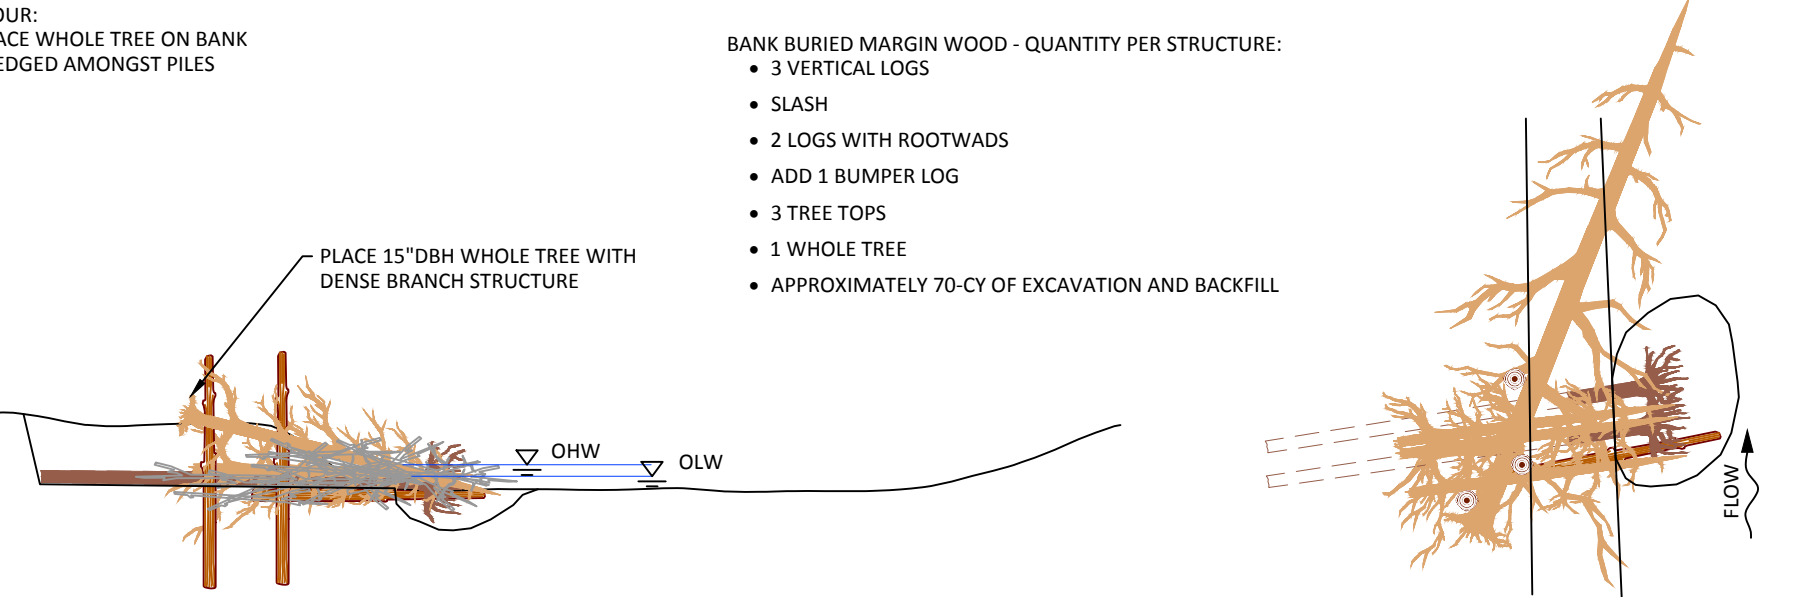 OUR:
ACE WHOLE TREE ON BANK
EDGED AMONGST PILES
BANK BURIED MARGIN WOOD - QUANTITY PER STRUCTURE:
• 3 VERTICAL LOGS
• SLASH
• 2 LOGS WITH ROOTWADS
• ADD 1 BUMPER LOG
• 3 TREE TOPS
• 1 WHOLE TREE
• APPROXIMATELY 70-CY OF EXCAVATION AND BACKFILL
PLACE 15"DBH WHOLE TREE WITH
DENSE BRANCH STRUCTURE
OHW
OLW
FLOW